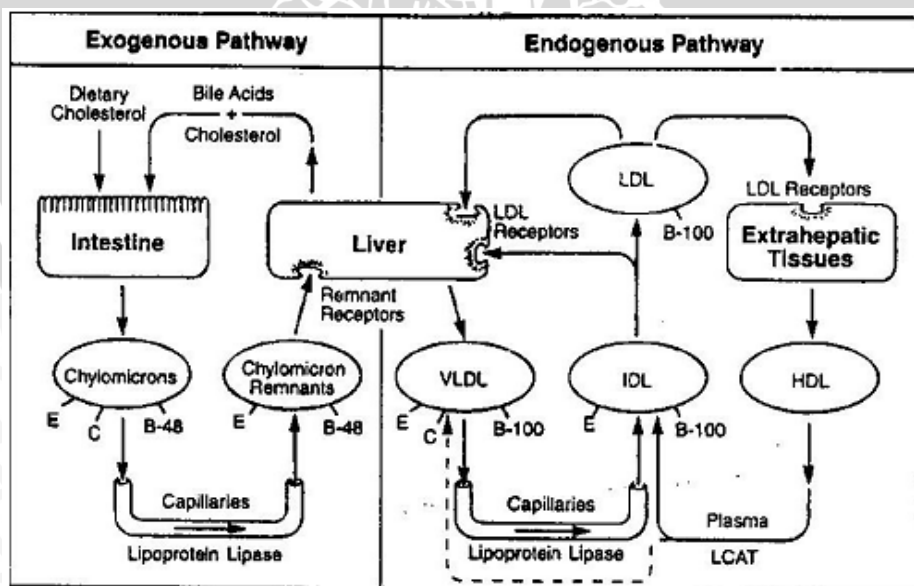 Exogenous Pathway
Endogenous Pathway
Dietary
Cholesterol
Bile Acids
+
Cholesterol
Intestine
Liver
LDL
Receptors
Remnant
Receptors
LDL
B-100
LDL Receptors
Extrahepatic
Tissues
Chylomicrons
E
C
B-48
Chylomicron
Remnants
E
B-48
VLDL
E
C
B-100
IDL
E
B-100
HDL
Capillaries
Lipoprotein Lipase
Capillaries
Lipoprotein Lipase
Plasma
LCAT